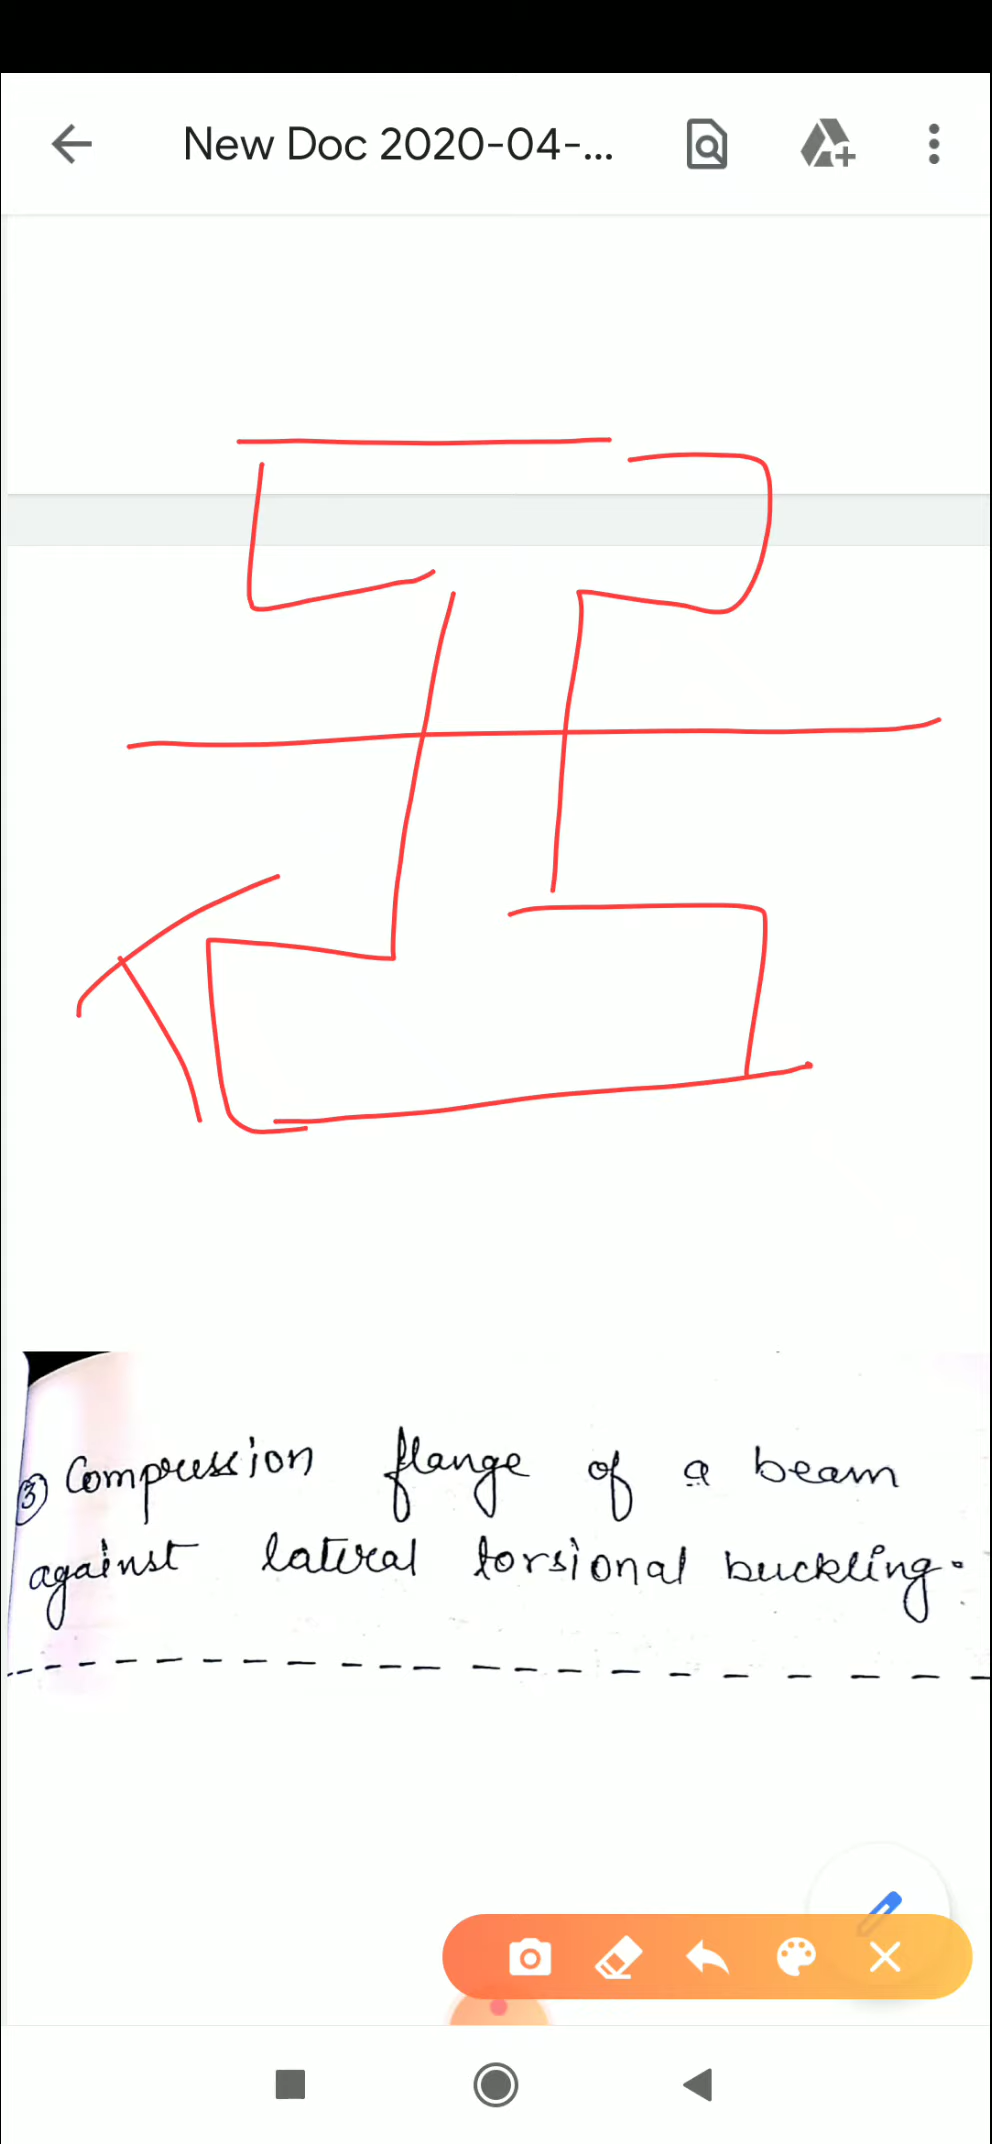 New Doc 2020-04-...
③ Compression flange of a beam
against lateral torsional buckling.